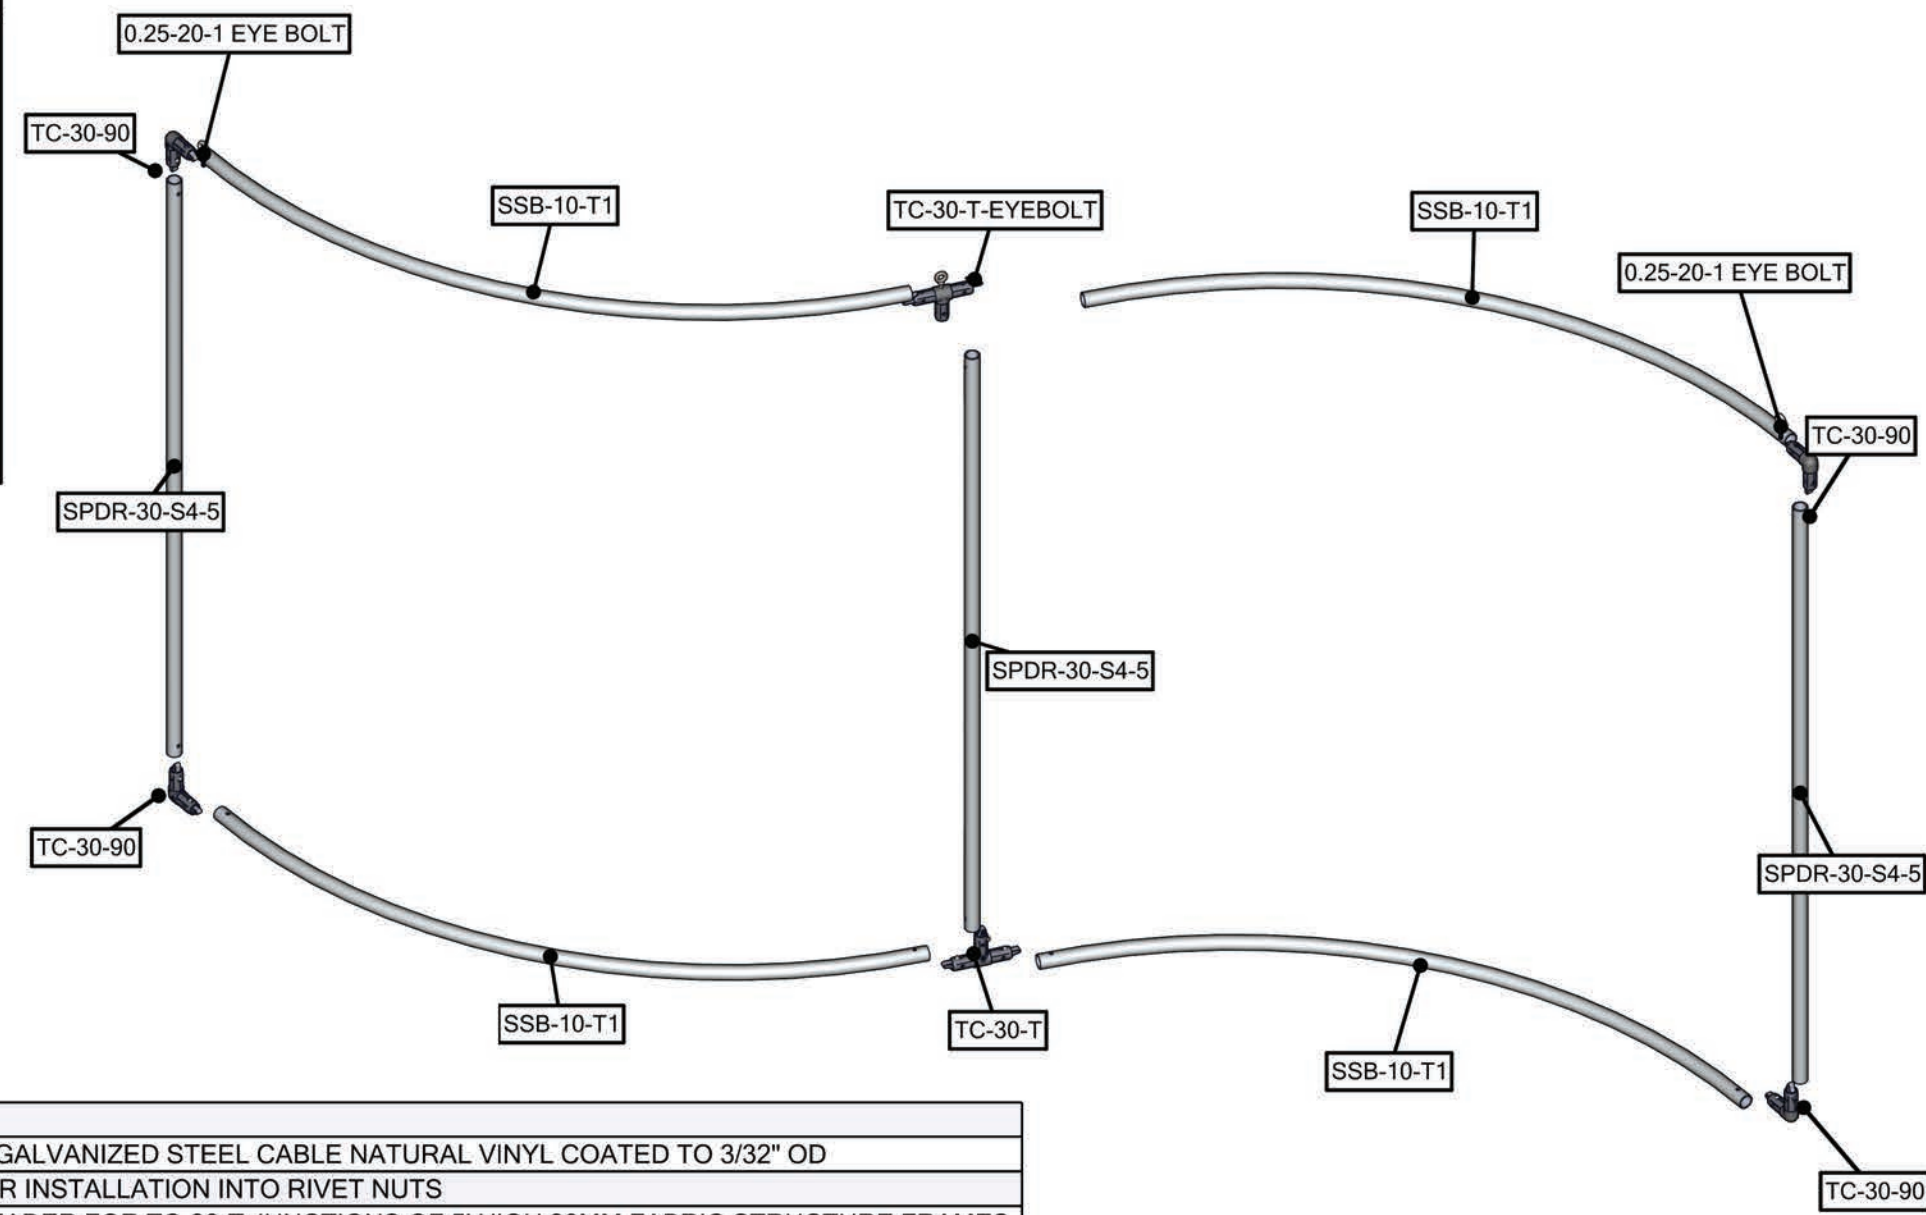 0.25-20-1 EYE BOLT
TC-30-90
SSB-10-T1
TC-30-T-EYEBOLT
SSB-10-T1
0.25-20-1 EYE BOLT
TC-30-90
SPDR-30-S4-5
SPDR-30-S4-5
TC-30-90
SPDR-30-S4-5
SSB-10-T1
TC-30-T
SSB-10-T1
TC-30-90
GALVANIZED STEEL CABLE NATURAL VINYL COATED TO 3/32" OD
R INSTALLATION INTO RIVET NUTS